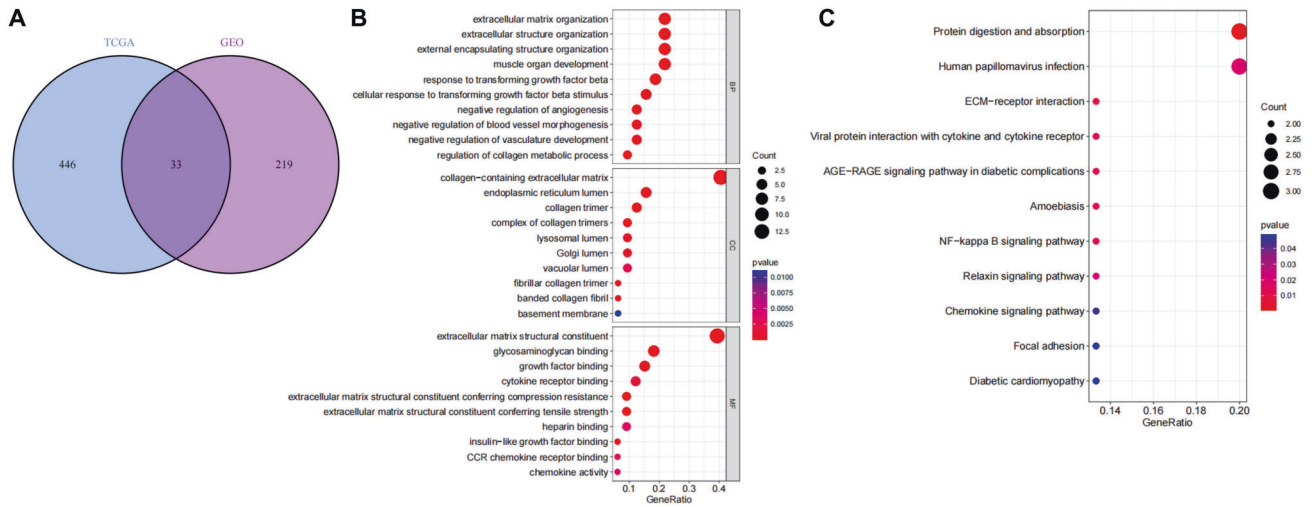 A
TCGA
GEO
446
33
219
B
extracellular matrix organization
extracellular structure organization
external encapsulating structure organization
muscle organ development
response to transforming growth factor beta
cellular response to transforming growth factor beta stimulus
negative regulation of angiogenesis
negative regulation of blood vessel morphogenesis
negative regulation of vasculature development
regulation of collagen metabolic process
BP
collagen-containing extracellular matrix
endoplasmic reticulum lumen
collagen trimer
complex of collagen trimers
lysosomal lumen
Golgi lumen
vacuolar lumen
fibrillar collagen trimer
banded collagen fibril
basement membrane
CC
extracellular matrix structural constituent
glycosaminoglycan binding
growth factor binding
cytokine receptor binding
extracellular matrix structural constituent conferring compression resistance
extracellular matrix structural constituent conferring tensile strength
heparin binding
insulin-like growth factor binding
CCR chemokine receptor binding
chemokine activity
MF
0.1 0.2 0.3 0.4
GeneRatio
Count
2.5
5.0
7.5
10.0
12.5
pvalue
0.0100
0.0075
0.0050
0.0025
C
Protein digestion and absorption
Human papillomavirus infection
ECM-receptor interaction
Viral protein interaction with cytokine and cytokine receptor
AGE-RAGE signaling pathway in diabetic complications
Amoebiasis
NF-kappa B signaling pathway
Relaxin signaling pathway
Chemokine signaling pathway
Focal adhesion
Diabetic cardiomyopathy
0.14 0.16 0.18 0.20
GeneRatio
Count
2.00
2.25
2.50
2.75
3.00
pvalue
0.04
0.03
0.02
0.01